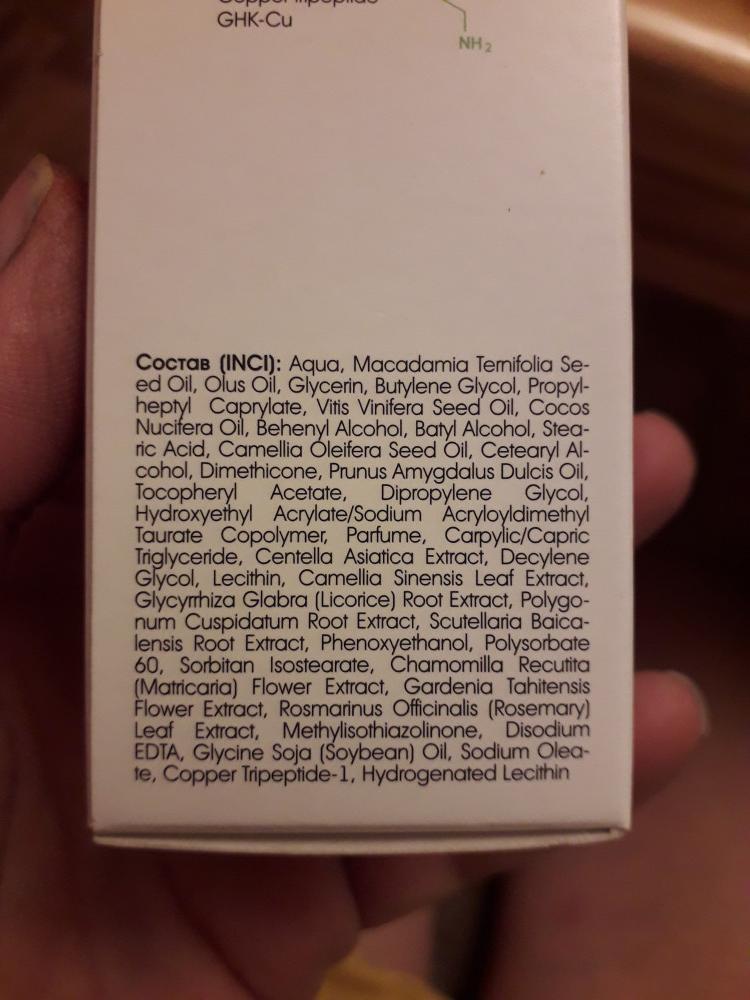 Copper Tripeptide
GHK-Cu
NH2
Состав (INCI): Aqua, Macadamia Ternifolia Se-
ed Oil, Olus Oil, Glycerin, Butylene Glycol, Propyl-
heptyl Caprylate, Vitis Vinifera Seed Oil, Cocos
Nucifera Oil, Behenyl Alcohol, Batyl Alcohol, Stea-
ric Acid, Camellia Oleifera Seed Oil, Cetearyl Al-
cohol, Dimethicone, Prunus Amygdalus Dulcis Oil,
Tocopheryl Acetate, Dipropylene Glycol,
Hydroxyethyl Acrylate/Sodium Acryloyldimethyl
Taurate Copolymer, Parfume, Carpylic/Capric
Triglyceride, Centella Asiatica Extract, Decylene
Glycol, Lecithin, Camellia Sinensis Leaf Extract,
Glycyrrhiza Glabra (Licorice) Root Extract, Polygo-
num Cuspidatum Root Extract, Scutellaria Baica-
lensis Root Extract, Phenoxyethanol, Polysorbate
60, Sorbitan Isostearate, Chamomilla Recutita
(Matricaria) Flower Extract, Gardenia Tahitensis
Flower Extract, Rosmarinus Officinalis (Rosemary)
Leaf Extract, Methylisothiazolinone, Disodium
EDTA, Glycine Soja (Soybean) Oil, Sodium Olea-
te, Copper Tripeptide-1, Hydrogenated Lecithin